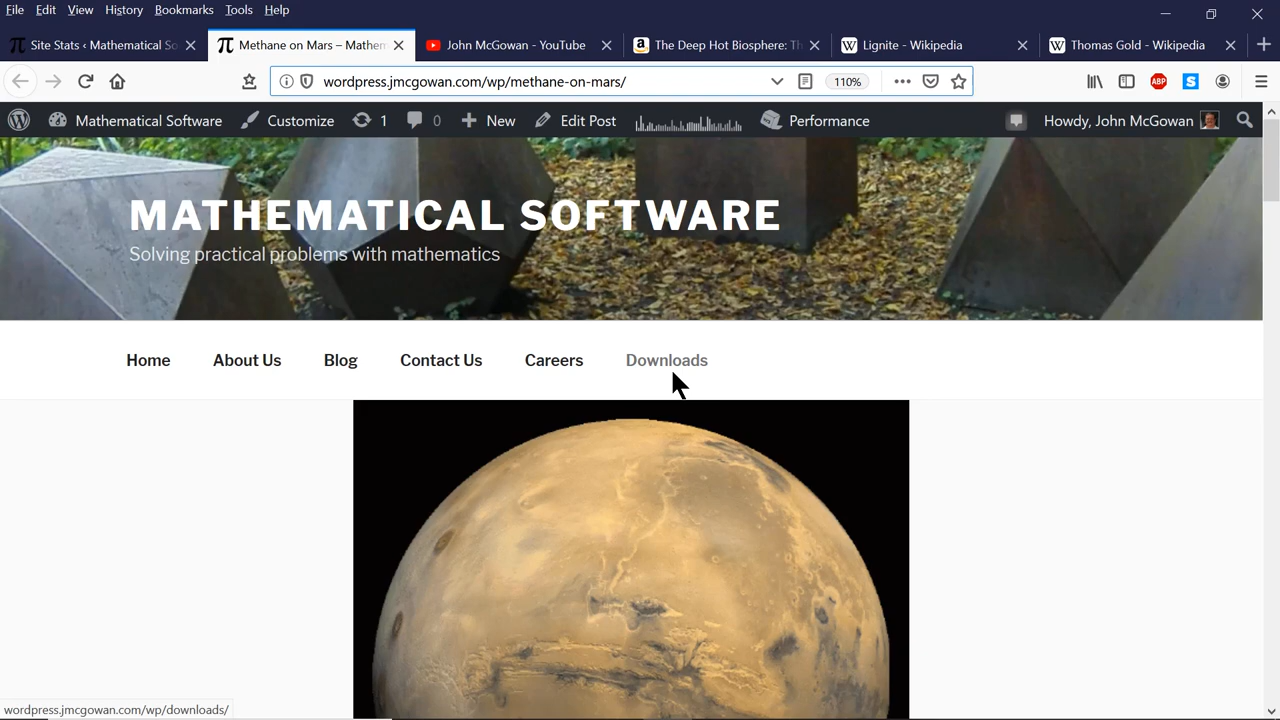 File Edit View History Bookmarks Tools Help
Site Stats ‹ Mathematical So
Methane on Mars – Mathem
John McGowan - YouTube
The Deep Hot Biosphere: Th
Lignite - Wikipedia
Thomas Gold - Wikipedia
wordpress.jmcgowan.com/wp/methane-on-mars/
110%
ABP
S
Mathematical Software
Customize
1
0
New
Edit Post
Performance
Howdy, John McGowan
MATHEMATICAL SOFTWARE
Solving practical problems with mathematics
Home About Us Blog Contact Us Careers Downloads
wordpress.jmcgowan.com/wp/downloads/